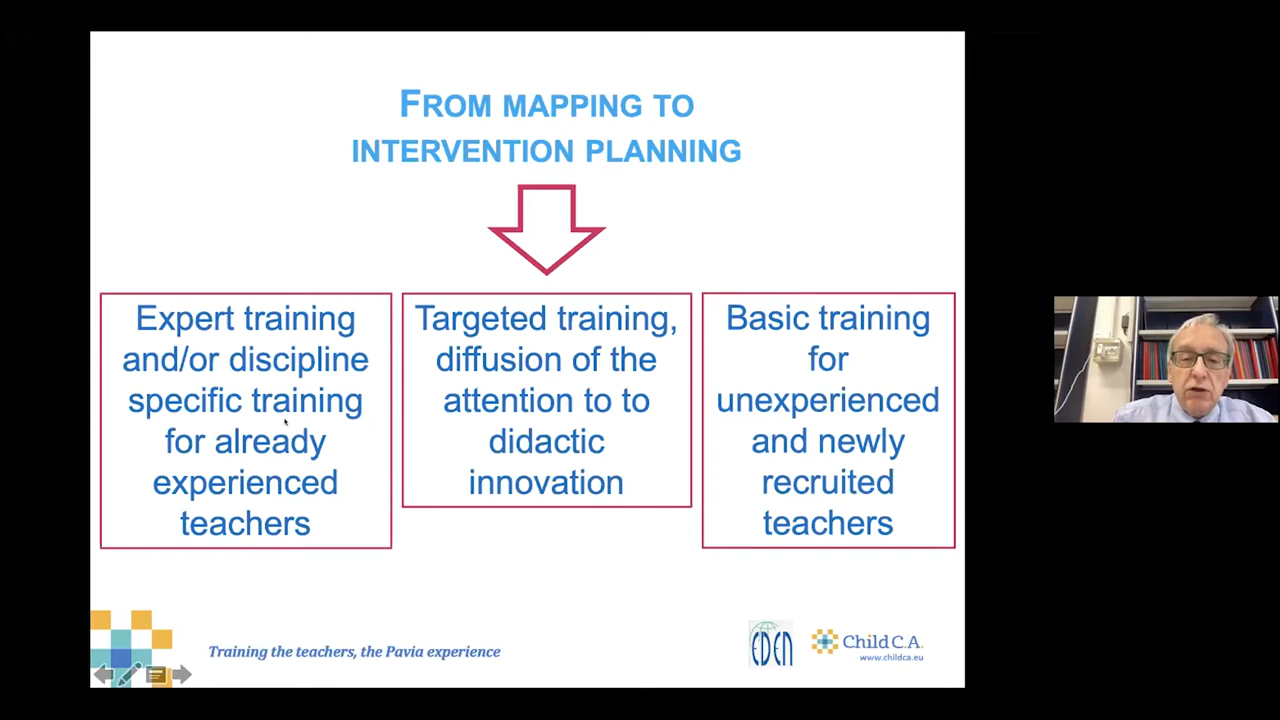 FROM MAPPING TO
INTERVENTION PLANNING
Expert training
and/or discipline
specific training
for already
experienced
teachers
Targeted training,
diffusion of the
attention to to
didactic
innovation
Basic training
for
unexperienced
and newly
recruited
teachers
Training the teachers, the Pavia experience
EDEN
Child C.A.
www.childca.eu